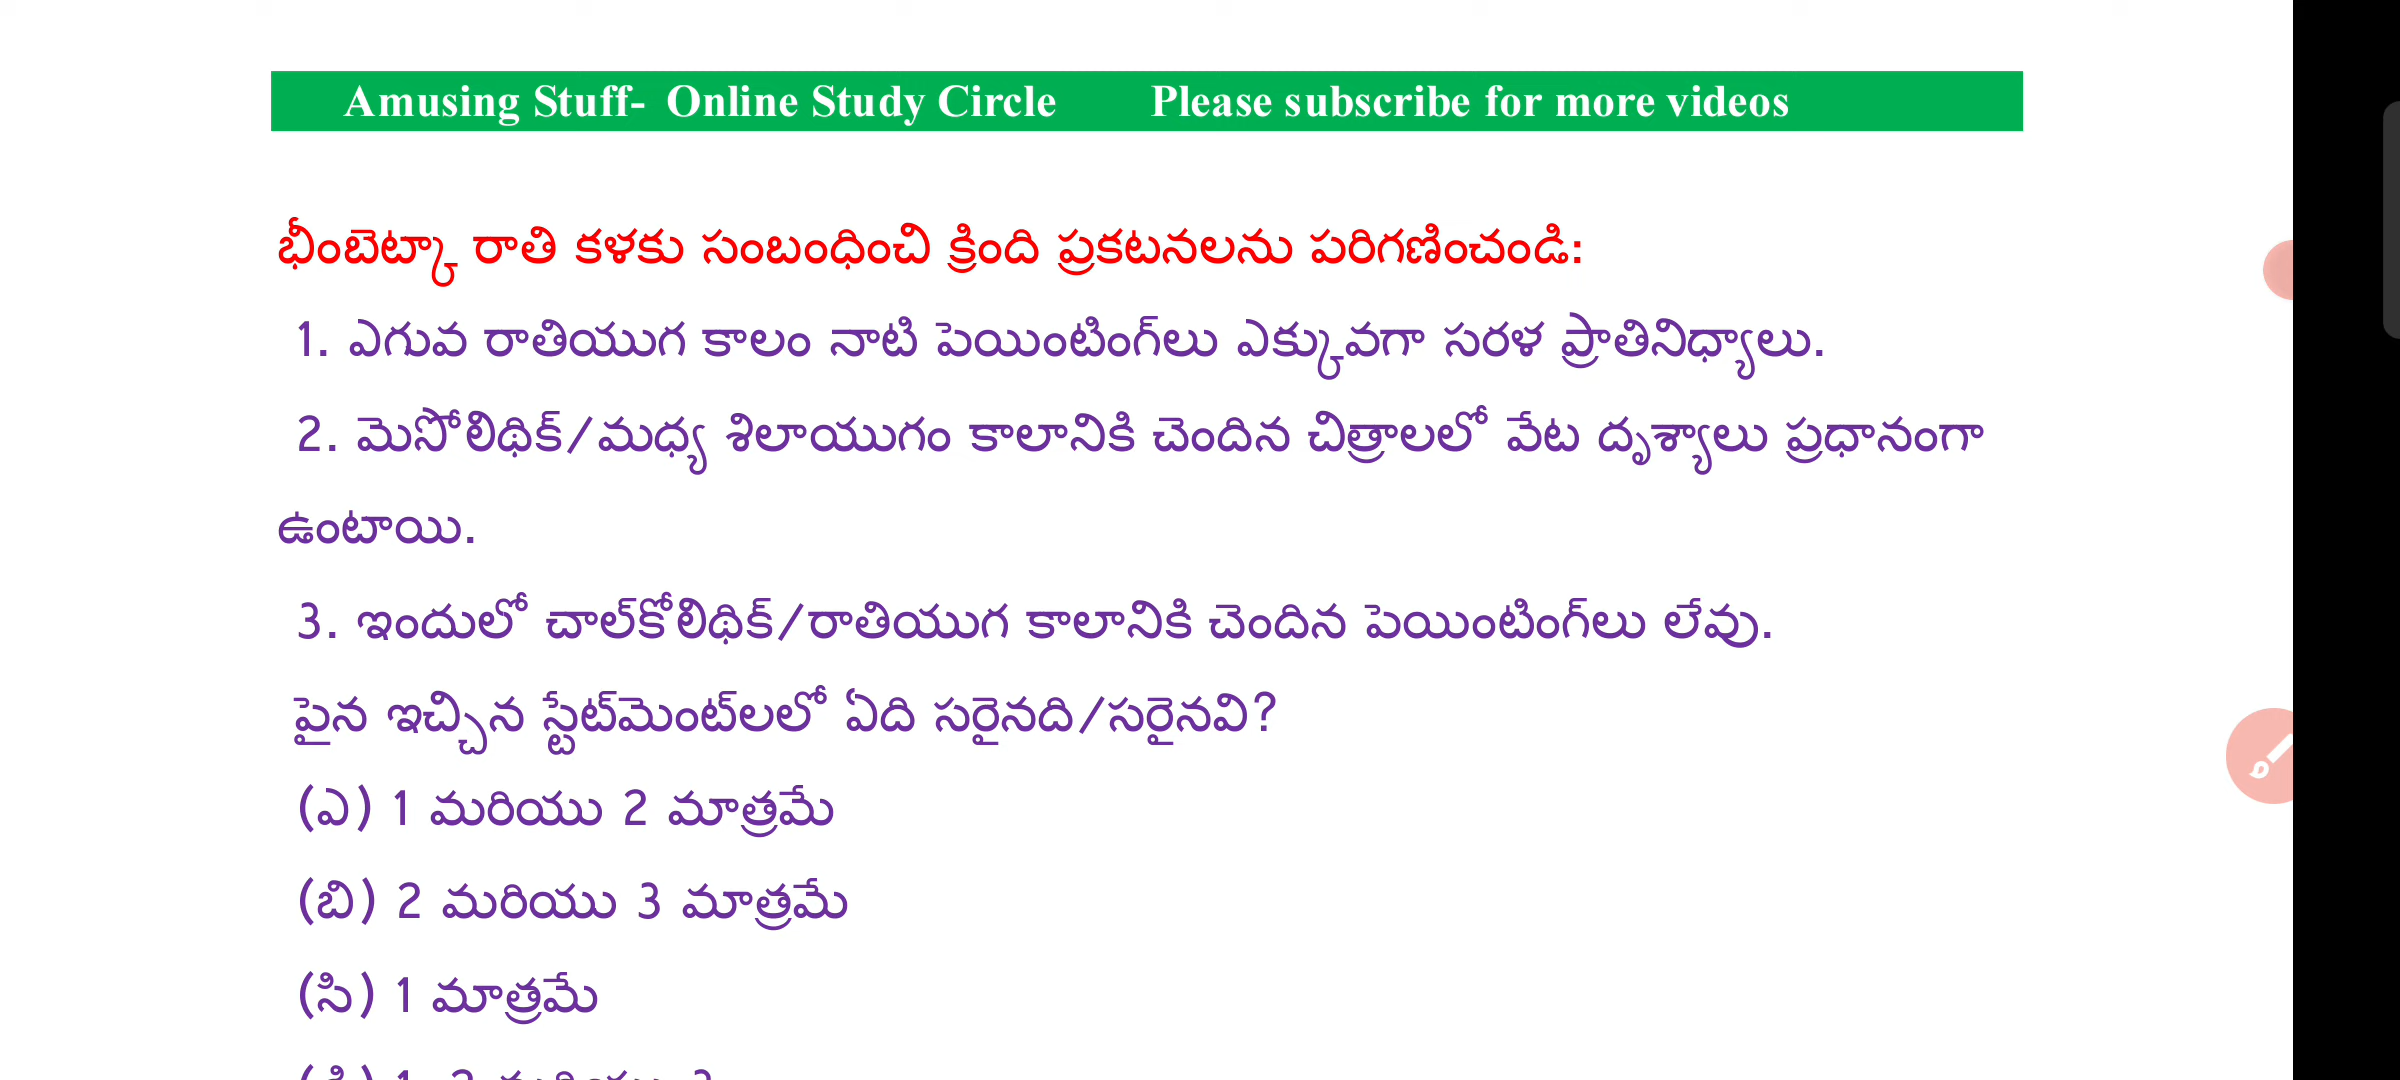 Amusing Stuff- Online Study Circle Please subscribe for more videos
భీంబెట్కా రాతి కళకు సంబంధించి క్రింది ప్రకటనలను పరిగణించండి:
1. ఎగువ రాతియుగ కాలం నాటి పెయింటింగ్‌లు ఎక్కువగా సరళ ప్రాతినిధ్యాలు.
2. మెసోలిథిక్/మధ్య శిలాయుగం కాలానికి చెందిన చిత్రాలలో వేట దృశ్యాలు ప్రధానంగా
ఉంటాయి.
3. ఇందులో చాల్‌కోలిథిక్/రాతియుగ కాలానికి చెందిన పెయింటింగ్‌లు లేవు.
పైన ఇచ్చిన స్టేట్‌మెంట్‌లలో ఏది సరైనది/సరైనవి?
(ఎ) 1 మరియు 2 మాత్రమే
(బి) 2 మరియు 3 మాత్రమే
(సి) 1 మాత్రమే